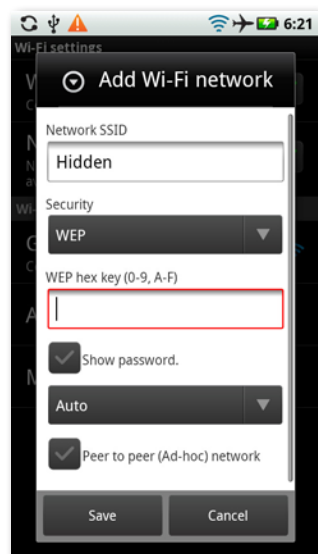 6:21
Wi-Fi settings
Add Wi-Fi network
Network SSID
Hidden
Security
WEP
WEP hex key (0-9, A-F)
Show password.
Auto
Peer to peer (Ad-hoc) network
Save
Cancel